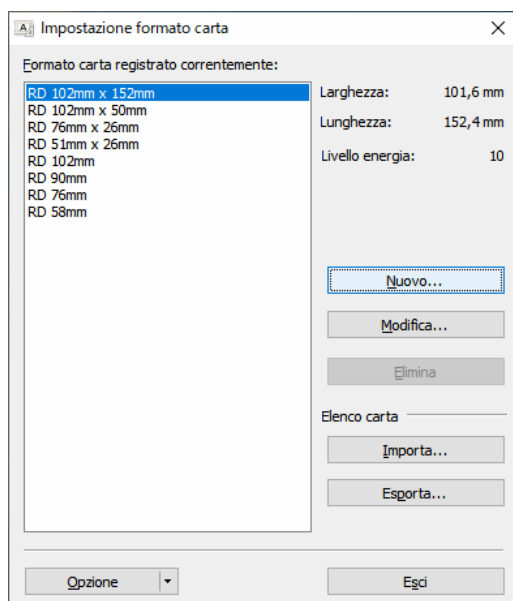 Impostazione formato carta
Formato carta registrato correntemente:
RD 102mm x 152mm
RD 102mm x 50mm
RD 76mm x 26mm
RD 51mm x 26mm
RD 102mm
RD 90mm
RD 76mm
RD 58mm
Larghezza: 101,6 mm
Lunghezza: 152,4 mm
Livello energia: 10
Nuovo...
Modifica...
Elimina
Elenco carta
Importa...
Esporta...
Opzione
Esci